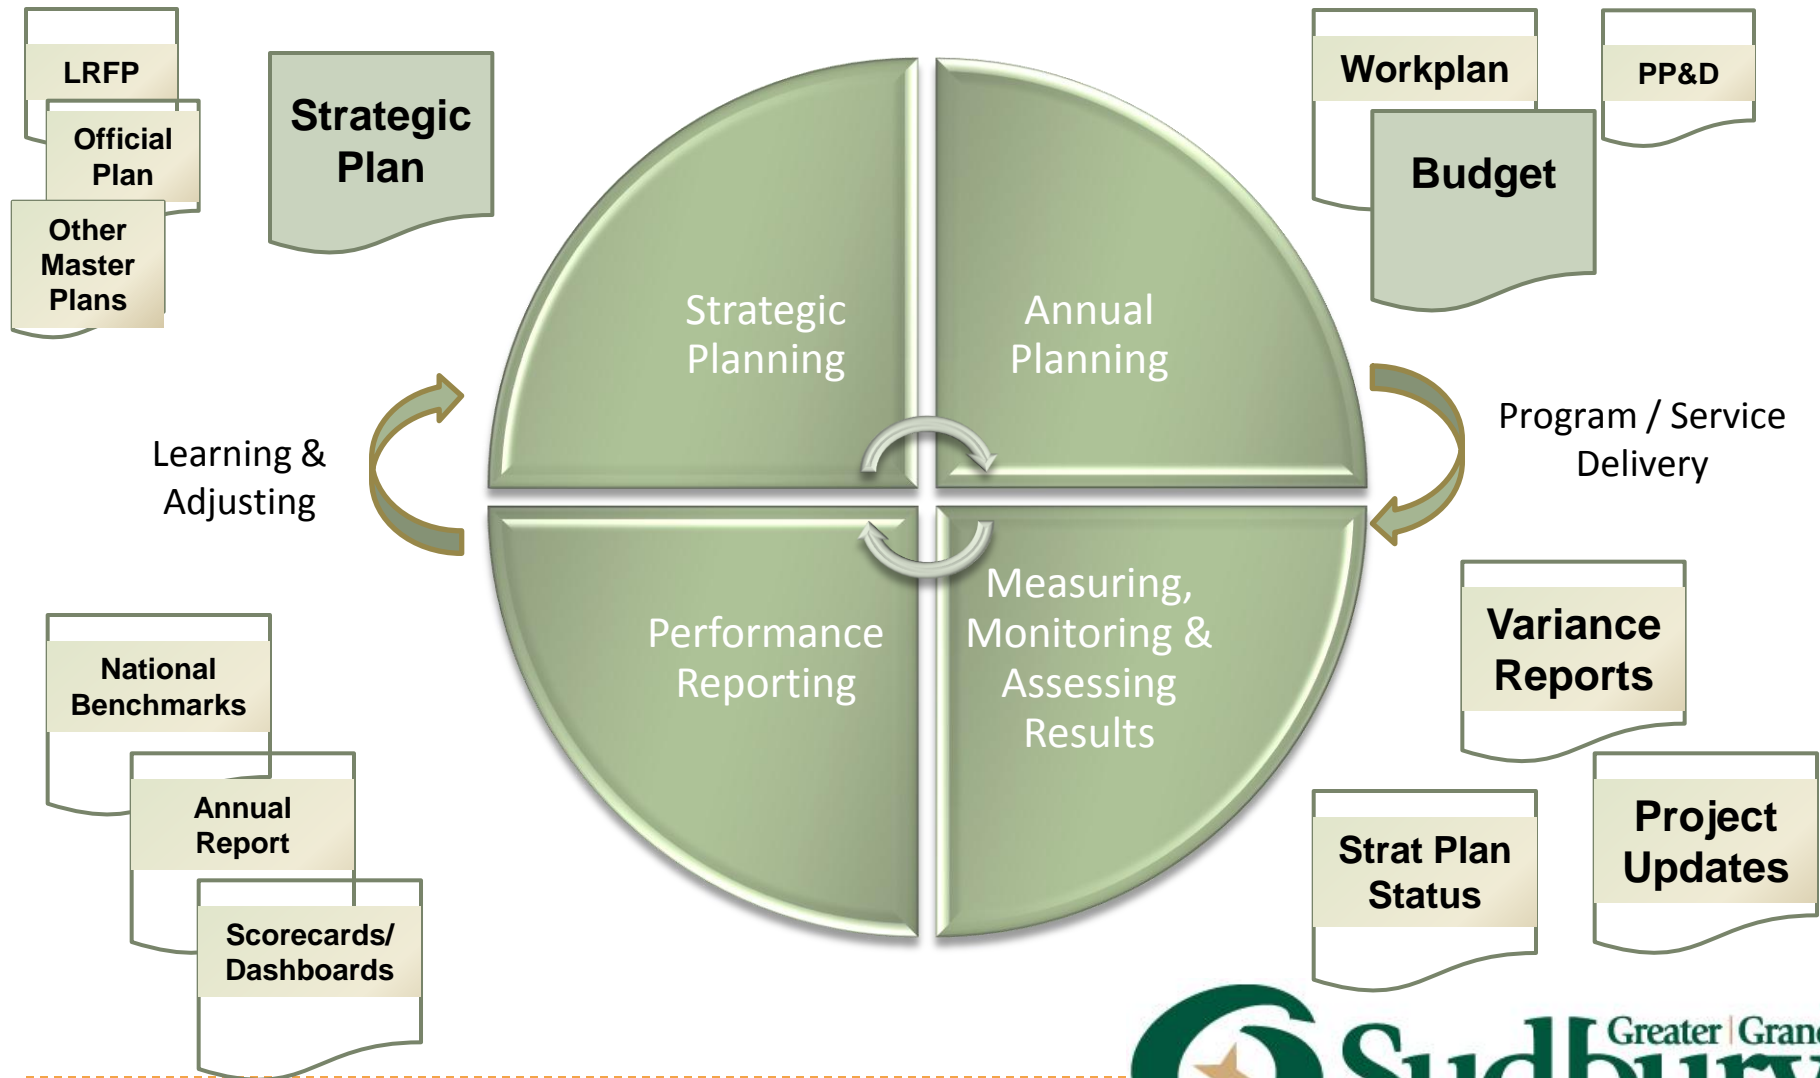 LRFP
Official
Plan
Other
Master
Plans
Strategic
Plan
Workplan
Budget
PP&D
Strategic
Planning
Annual
Planning
Learning &
Adjusting
Program / Service
Delivery
Performance
Reporting
Measuring,
Monitoring &
Assessing
Results
National
Benchmarks
Annual
Report
Scorecards/
Dashboards
Variance
Reports
Project
Updates
Strat Plan
Status
Greater | Grand
Sudbury